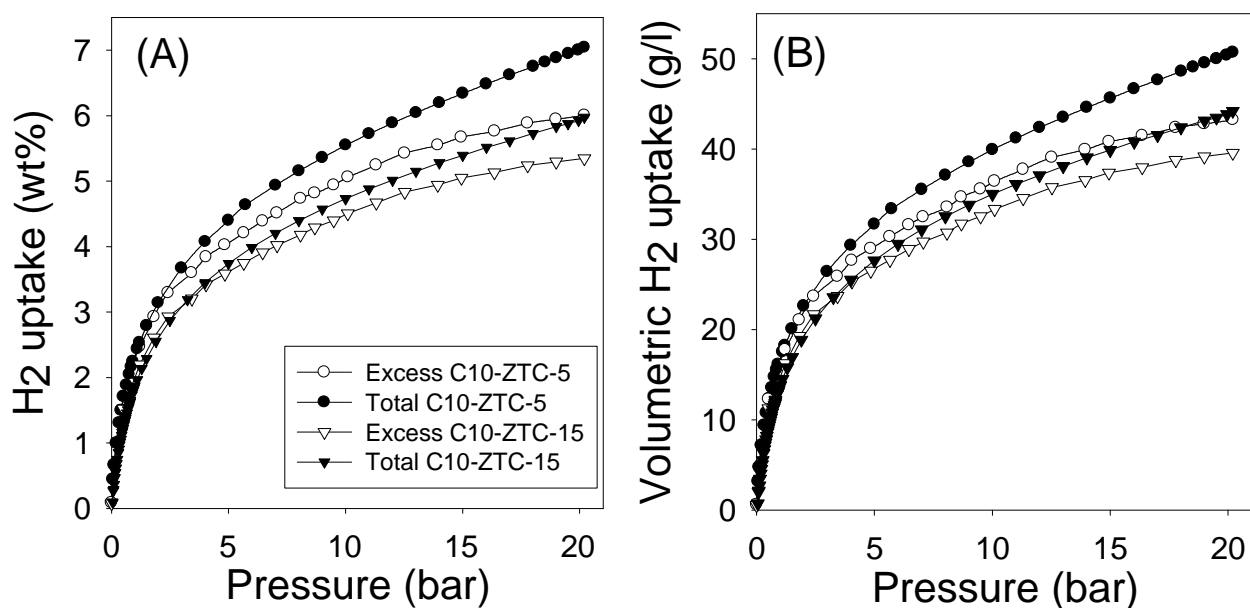 (A)
H2 uptake (wt%)
7
6
5
4
3
2
1
0
0 5 10 15 20
Pressure (bar)
Excess C10-ZTC-5
Total C10-ZTC-5
Excess C10-ZTC-15
Total C10-ZTC-15
(B)
Volumetric H2 uptake (g/l)
50
40
30
20
10
0
0 5 10 15 20
Pressure (bar)